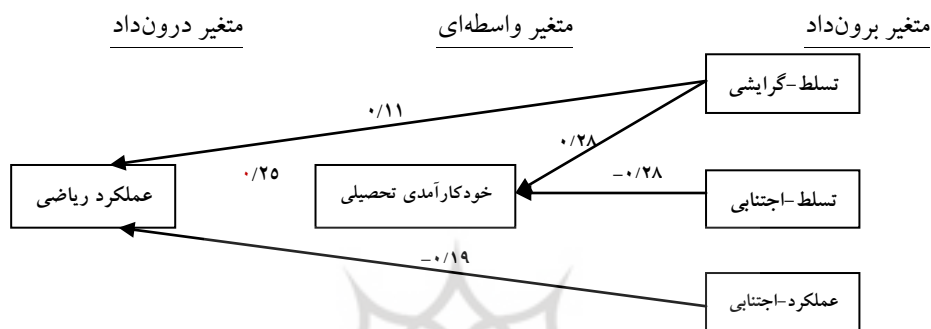 متغیر برون‌داد
متغیر واسطه‌ای
متغیر درون‌داد
تسلط-گرایشی
۰/۱۱
۰/۲۸
خودکارآمدی تحصیلی
۰/۲۵
عملکرد ریاضی
-۰/۲۸
تسلط-اجتنابی
-۰/۱۹
عملکرد-اجتنابی